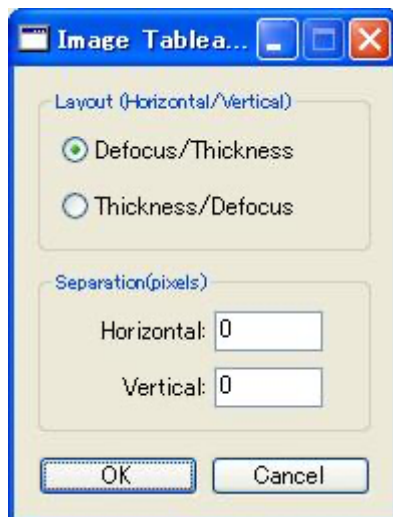 Image Tablea...
Layout (Horizontal/Vertical)
Defocus/Thickness
Thickness/Defocus
Separation(pixels)
Horizontal: 0
Vertical: 0
OK Cancel